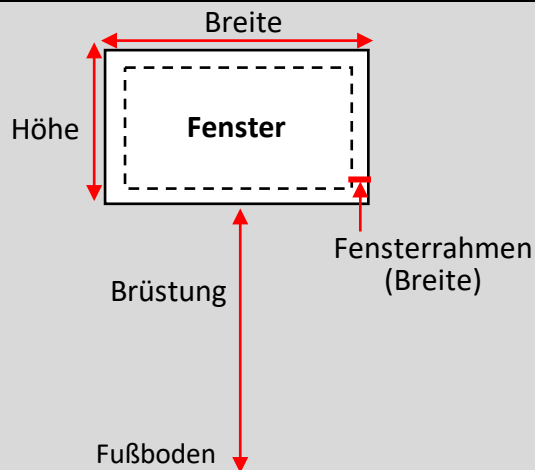 Breite
Höhe
Fenster
Fensterrahmen
(Breite)
Brüstung
Fußboden